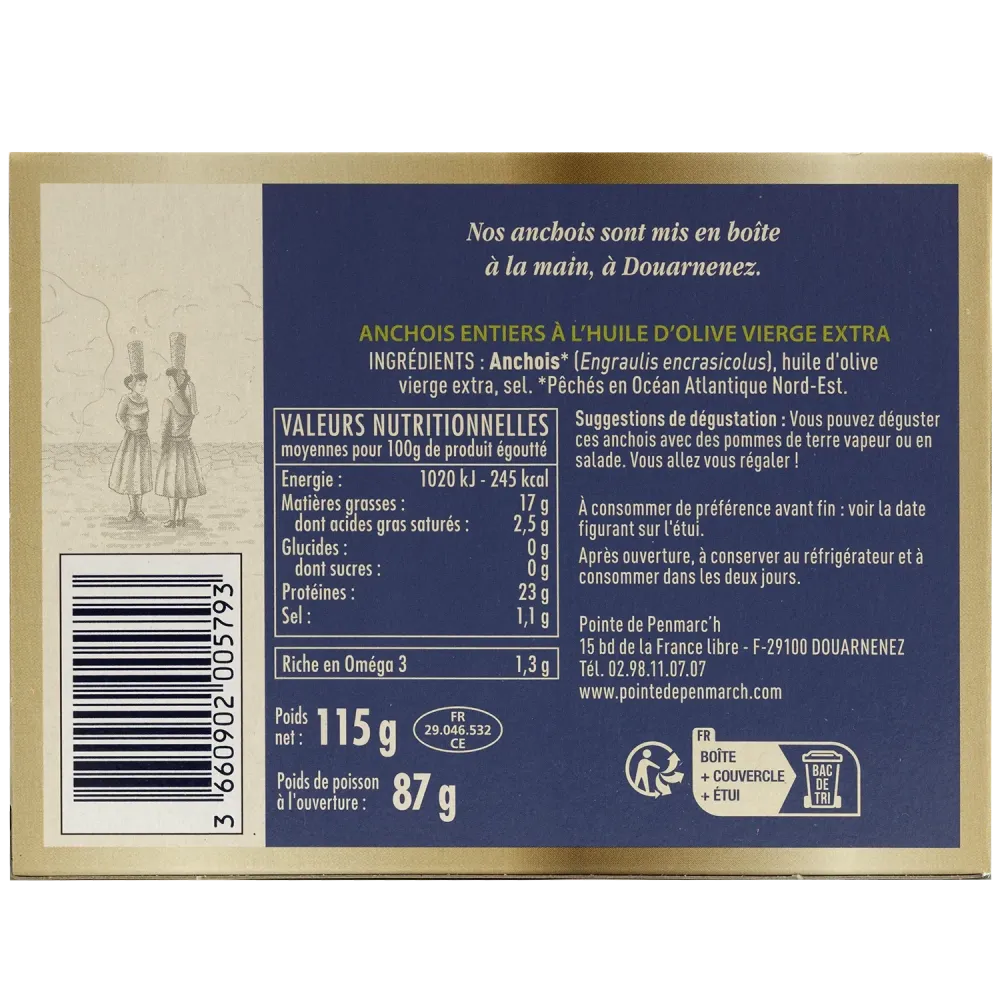 Nos anchois sont mis en boîte
à la main, à Douarnenez.
ANCHOIS ENTIERS À L'HUILE D'OLIVE VIERGE EXTRA
INGRÉDIENTS : Anchois* (Engraulis encrasicolus), huile d'olive
vierge extra, sel. *Pêchés en Océan Atlantique Nord-Est.
VALEURS NUTRITIONNELLES
moyennes pour 100g de produit égoutté
Energie : 1020 kJ - 245 kcal
Matières grasses : 17 g
dont acides gras saturés : 2,5 g
Glucides : 0 g
dont sucres : 0 g
Protéines : 23 g
Sel : 1,1 g
Riche en Oméga 3 1,3 g
Poids
net : 115 g
FR
29.046.532
CE
Poids de poisson
à l'ouverture : 87 g
Suggestions de dégustation : Vous pouvez déguster
ces anchois avec des pommes de terre vapeur ou en
salade. Vous allez vous régaler !
À consommer de préférence avant fin : voir la date
figurant sur l'étui.
Après ouverture, à conserver au réfrigérateur et à
consommer dans les deux jours.
Pointe de Penmarc'h
15 bd de la France libre - F-29100 DOUARNENEZ
Tél. 02.98.11.07.07
www.pointedepenmarch.com
FR
BOÎTE
+ COUVERCLE
+ ÉTUI
BAC
DE
TRI
3 660902 005793